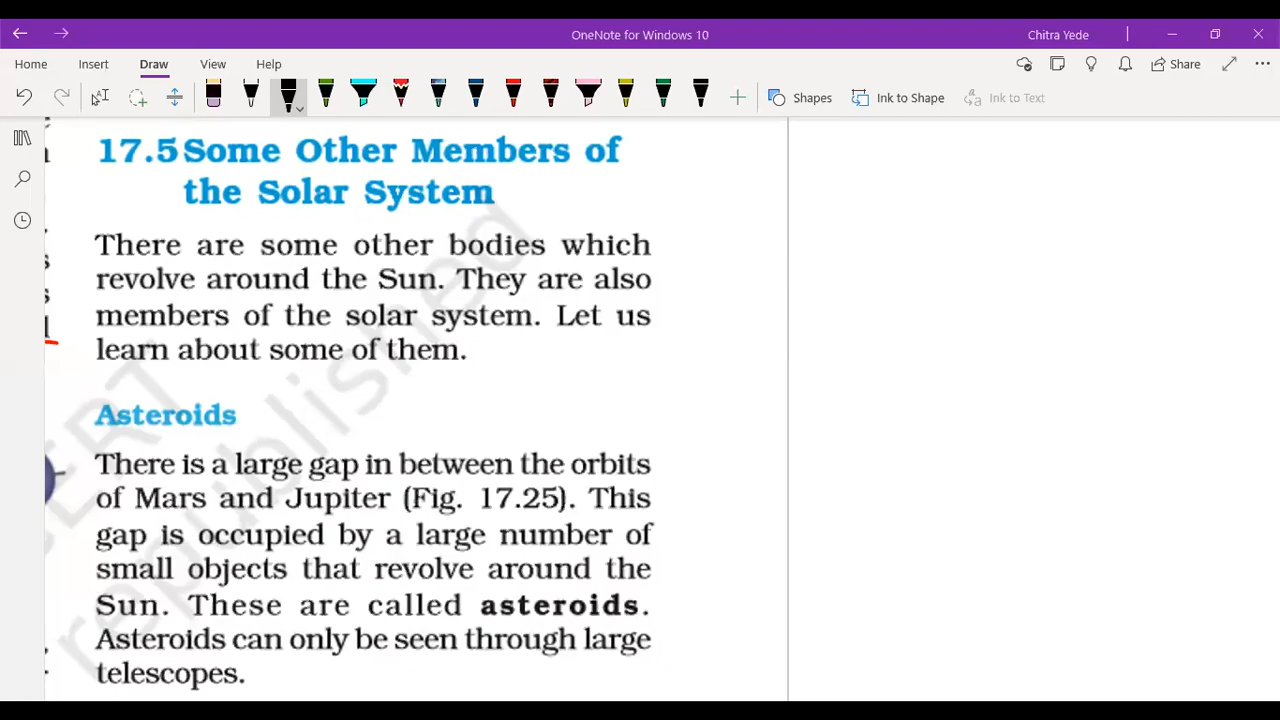 OneNote for Windows 10
Chitra Yede
Home Insert Draw View Help
Share
Shapes
Ink to Shape
Ink to Text
17.5 Some Other Members of
the Solar System
There are some other bodies which
revolve around the Sun. They are also
members of the solar system. Let us
learn about some of them.
Asteroids
There is a large gap in between the orbits
of Mars and Jupiter (Fig. 17.25). This
gap is occupied by a large number of
small objects that revolve around the
Sun. These are called asteroids.
Asteroids can only be seen through large
telescopes.
republished